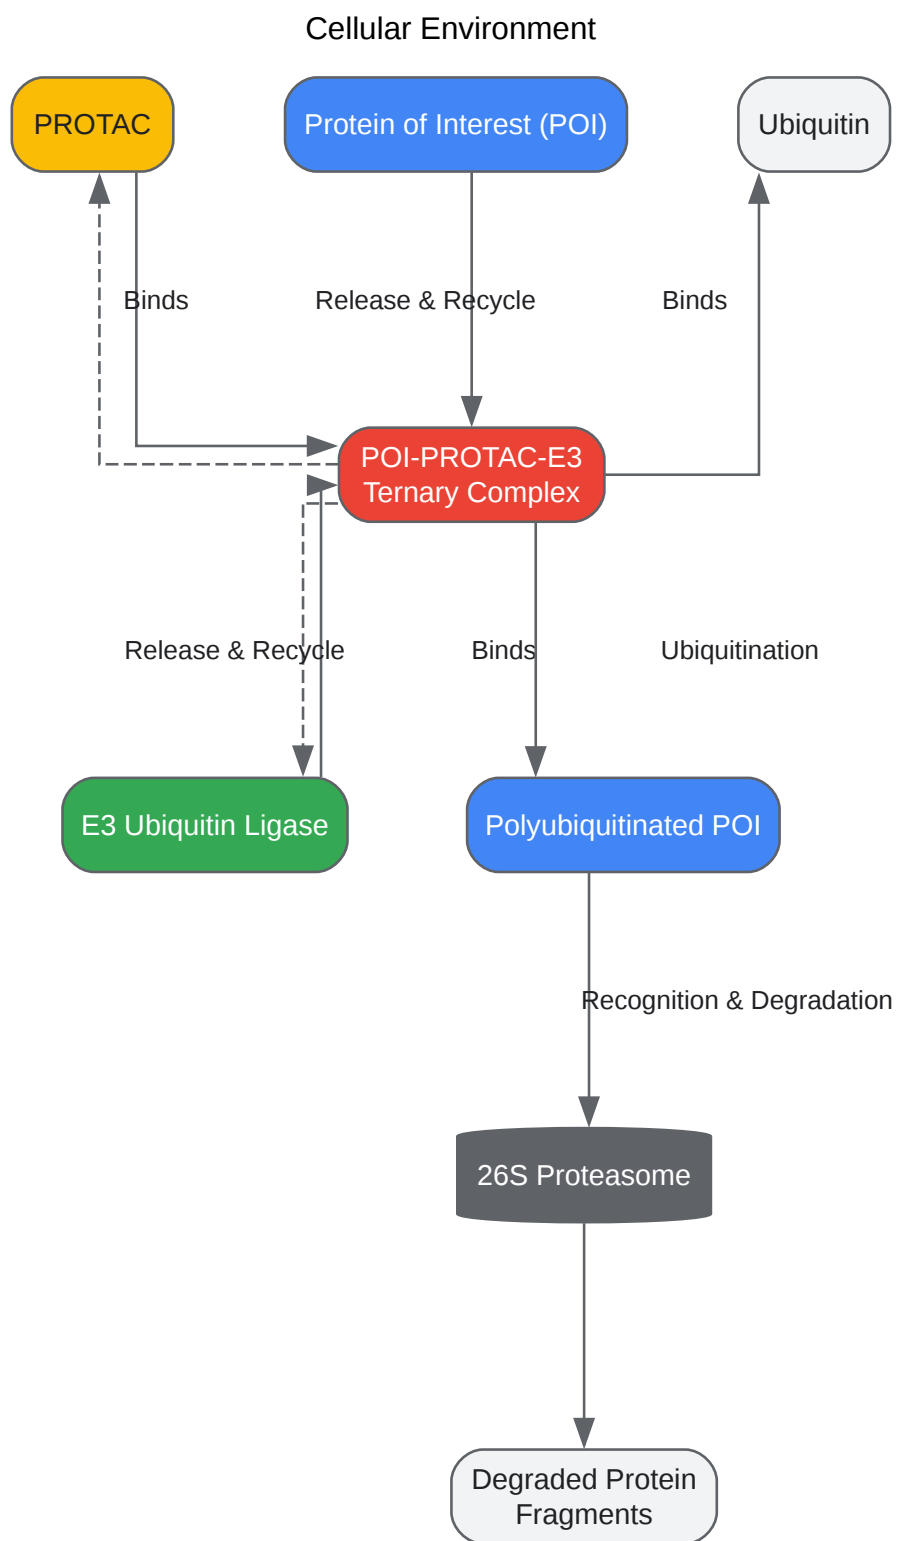 Cellular Environment
PROTAC
Protein of Interest (POI)
Ubiquitin
Binds
Release & Recycle
Binds
POI-PROTAC-E3
Ternary Complex
Release & Recycle
Binds
Ubiquitination
E3 Ubiquitin Ligase
Polyubiquitinated POI
Recognition & Degradation
26S Proteasome
Degraded Protein
Fragments